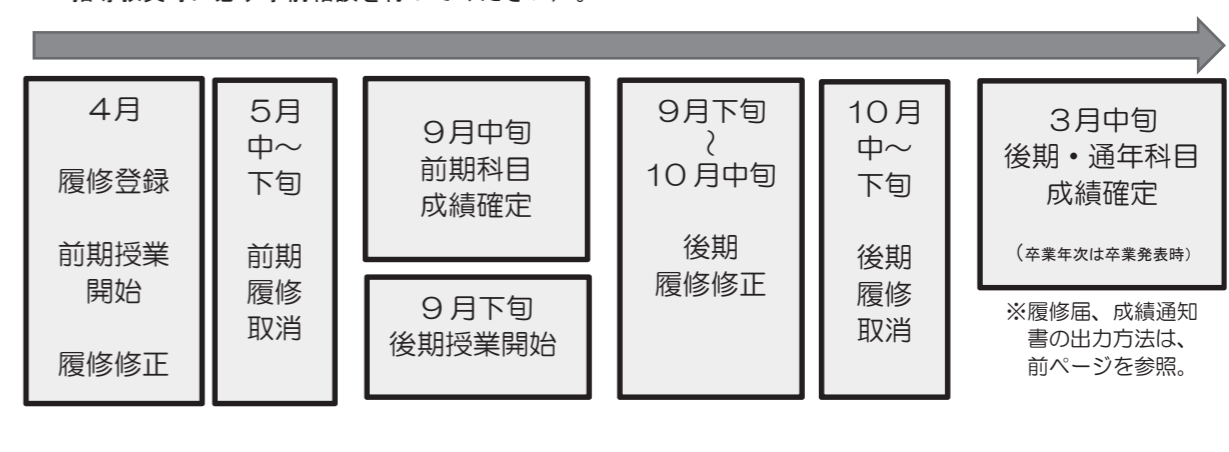 4月
履修登録
前期授業
開始
履修修正
5月
中〜
下旬
前期
履修
取消
9月中旬
前期科目
成績確定
9月下旬
後期授業開始
9月下旬
〜
10月中旬
後期
履修修正
10月
中〜
下旬
後期
履修
取消
3月中旬
後期・通年科目
成績確定
（卒業年次は卒業発表時）
※履修届、成績通知
書の出力方法は、
前ページを参照。